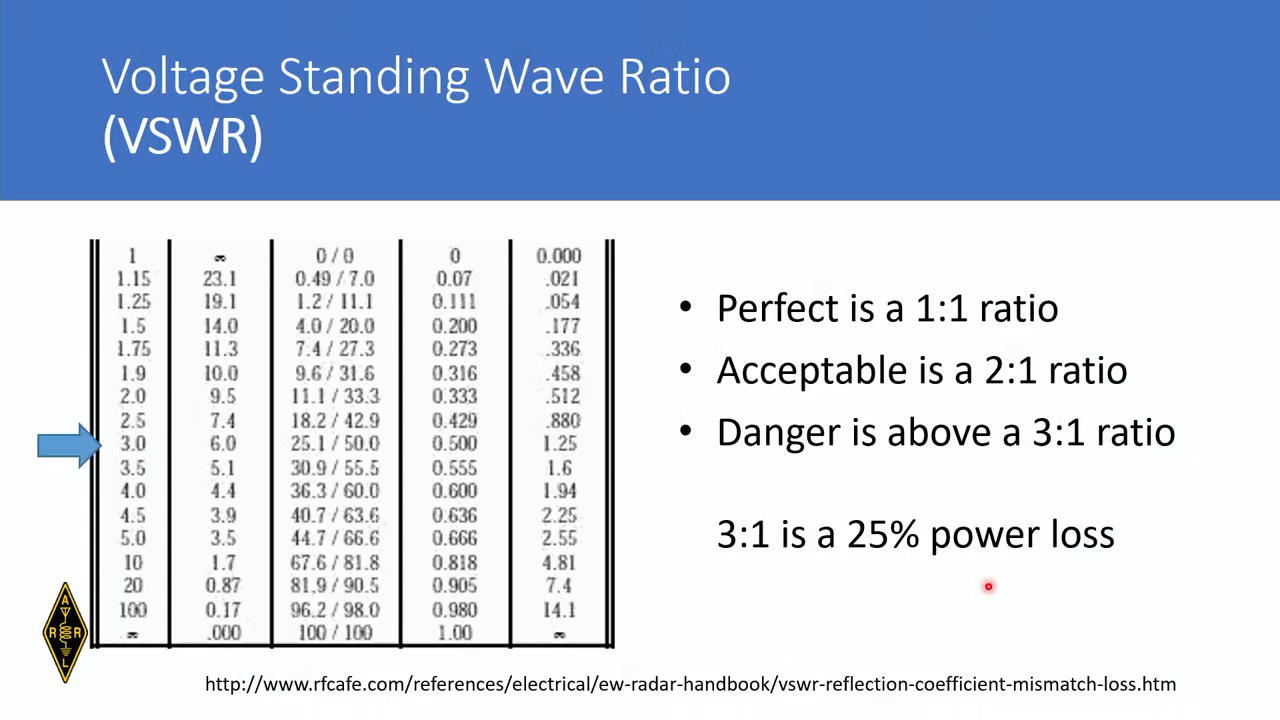 Voltage Standing Wave Ratio
(VSWR)
1 ∞ 0 / 0 0 0.000
1.15 23.1 0.49 / 7.0 0.07 .021
1.25 19.1 1.2 / 11.1 0.111 .054
1.5 14.0 4.0 / 20.0 0.200 .177
1.75 11.3 7.4 / 27.3 0.273 .336
1.9 10.0 9.6 / 31.6 0.316 .458
2.0 9.5 11.1 / 33.3 0.333 .512
2.5 7.4 18.2 / 42.9 0.429 .880
3.0 6.0 25.1 / 50.0 0.500 1.25
3.5 5.1 30.9 / 55.5 0.555 1.6
4.0 4.4 36.3 / 60.0 0.600 1.94
4.5 3.9 40.7 / 63.6 0.636 2.25
5.0 3.5 44.7 / 66.6 0.666 2.55
10 1.7 67.6 / 81.8 0.818 4.81
20 0.87 81.9 / 90.5 0.905 7.4
100 0.17 96.2 / 98.0 0.980 14.1
∞ .000 100 / 100 1.00 ∞
• Perfect is a 1:1 ratio
• Acceptable is a 2:1 ratio
• Danger is above a 3:1 ratio
3:1 is a 25% power loss
A
R R
L
http://www.rfcafe.com/references/electrical/ew-radar-handbook/vswr-reflection-coefficient-mismatch-loss.htm